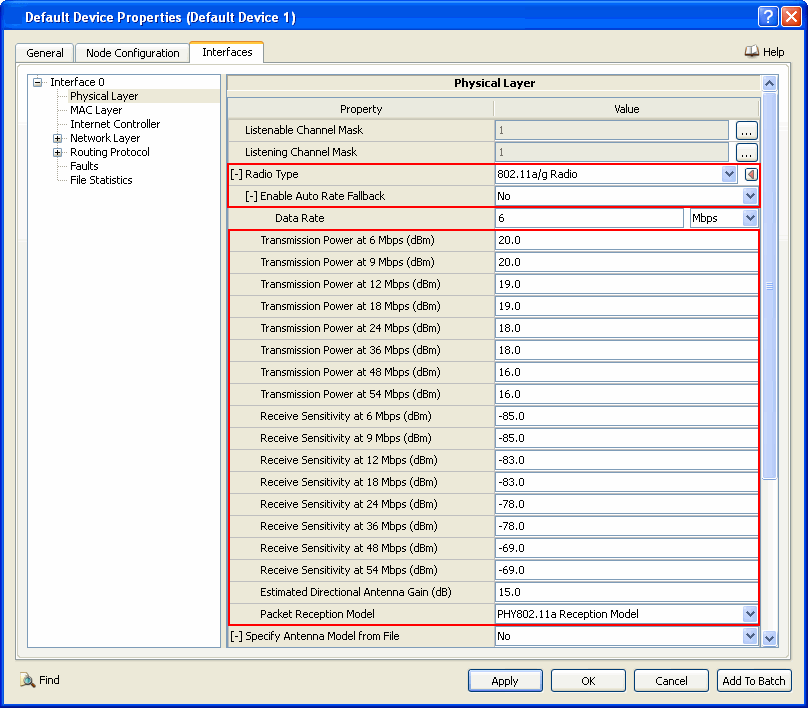 Default Device Properties (Default Device 1)
General Node Configuration Interfaces Help
Interface 0
Physical Layer
MAC Layer
Internet Controller
Network Layer
Routing Protocol
Faults
File Statistics
Physical Layer
Property Value
Listenable Channel Mask 1 ...
Listening Channel Mask 1 ...
[-] Radio Type 802.11a/g Radio
[-] Enable Auto Rate Fallback No
Data Rate 6 Mbps
Transmission Power at 6 Mbps (dBm) 20.0
Transmission Power at 9 Mbps (dBm) 20.0
Transmission Power at 12 Mbps (dBm) 19.0
Transmission Power at 18 Mbps (dBm) 19.0
Transmission Power at 24 Mbps (dBm) 18.0
Transmission Power at 36 Mbps (dBm) 18.0
Transmission Power at 48 Mbps (dBm) 16.0
Transmission Power at 54 Mbps (dBm) 16.0
Receive Sensitivity at 6 Mbps (dBm) -85.0
Receive Sensitivity at 9 Mbps (dBm) -85.0
Receive Sensitivity at 12 Mbps (dBm) -83.0
Receive Sensitivity at 18 Mbps (dBm) -83.0
Receive Sensitivity at 24 Mbps (dBm) -78.0
Receive Sensitivity at 36 Mbps (dBm) -78.0
Receive Sensitivity at 48 Mbps (dBm) -69.0
Receive Sensitivity at 54 Mbps (dBm) -69.0
Estimated Directional Antenna Gain (dB) 15.0
Packet Reception Model PHY802.11a Reception Model
[-] Specify Antenna Model from File No
Find Apply OK Cancel Add To Batch